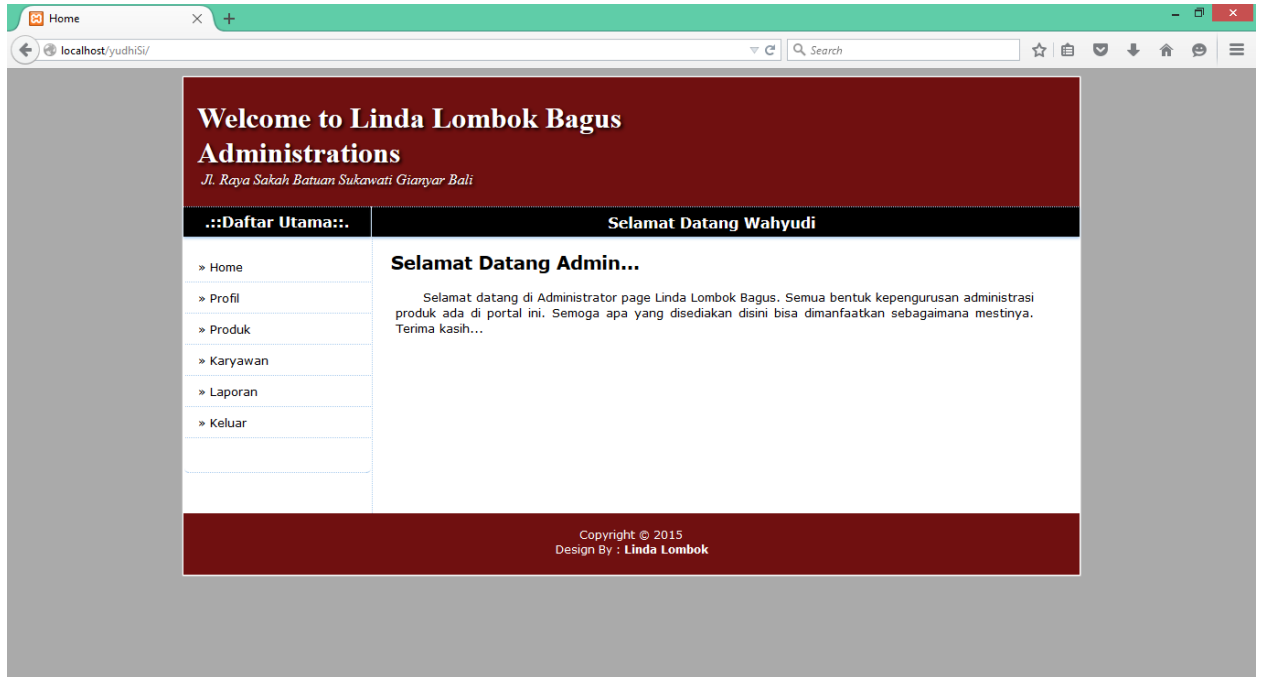 Home
localhost/yudhiSi/
Search
Welcome to Linda Lombok Bagus
Administrations
Jl. Raya Sakah Batuan Sukawati Gianyar Bali
.::Daftar Utama::.
Selamat Datang Wahyudi
» Home
» Profil
» Produk
» Karyawan
» Laporan
» Keluar
Selamat Datang Admin...
Selamat datang di Administrator page Linda Lombok Bagus. Semua bentuk kepengurusan administrasi
produk ada di portal ini. Semoga apa yang disediakan disini bisa dimanfaatkan sebagaimana mestinya.
Terima kasih...
Copyright © 2015
Design By : Linda Lombok